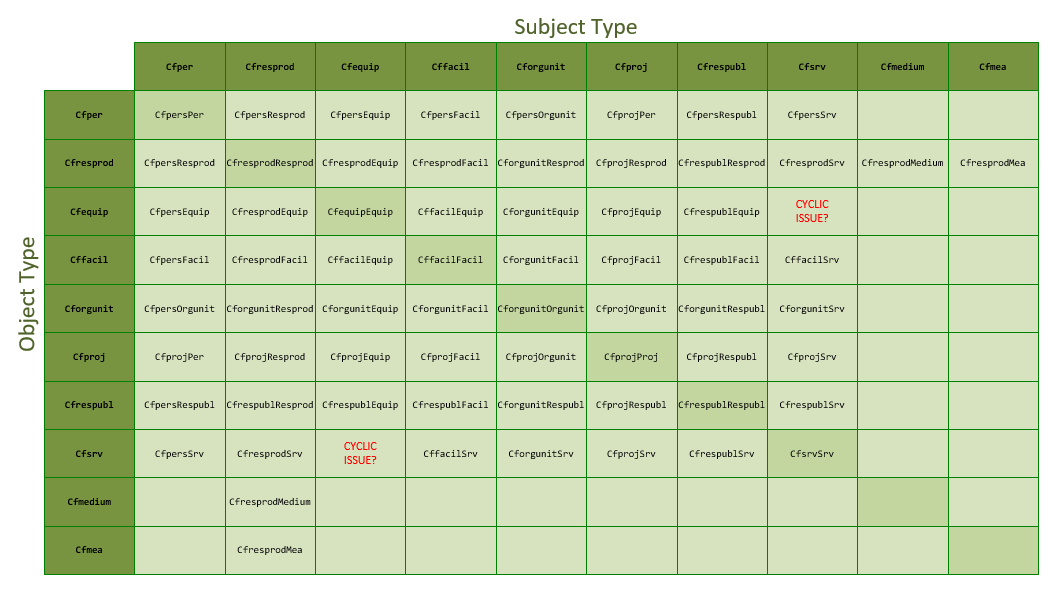 Subject Type
Cfper Cfresprod Cfequip Cffacil Cforgunit Cfproj Cfrespubl Cfsrv Cfmedium Cfmea
Object Type
Cfper CfpersPer CfpersResprod CfpersEquip CfpersFacil CfpersOrgunit CfprojPer CfpersRespubl CfpersSrv
Cfresprod CfpersResprod CfresprodResprod CfresprodEquip CfresprodFacil CforgunitResprod CfprojResprod CfrespublResprod CfresprodSrv CfresprodMedium CfresprodMea
Cfequip CfpersEquip CfresprodEquip CfequipEquip CffacilEquip CforgunitEquip CfprojEquip CfrespublEquip CYCLIC
ISSUE?
Cffacil CfpersFacil CfresprodFacil CffacilEquip CffacilFacil CforgunitFacil CfprojFacil CfrespublFacil CffacilSrv
Cforgunit CfpersOrgunit CforgunitResprod CforgunitEquip CforgunitFacil CforgunitOrgunit CfprojOrgunit CforgunitRespubl CforgunitSrv
Cfproj CfprojPer CfprojResprod CfprojEquip CfprojFacil CfprojOrgunit CfprojProj CfprojRespubl CfprojSrv
Cfrespubl CfpersRespubl CfrespublResprod CfrespublEquip CfrespublFacil CforgunitRespubl CfprojRespubl CfrespublRespubl CfrespublSrv
Cfsrv CfpersSrv CfresprodSrv CYCLIC
ISSUE? CffacilSrv CforgunitSrv CfprojSrv CfrespublSrv CfsrvSrv
Cfmedium CfresprodMedium
Cfmea CfresprodMea